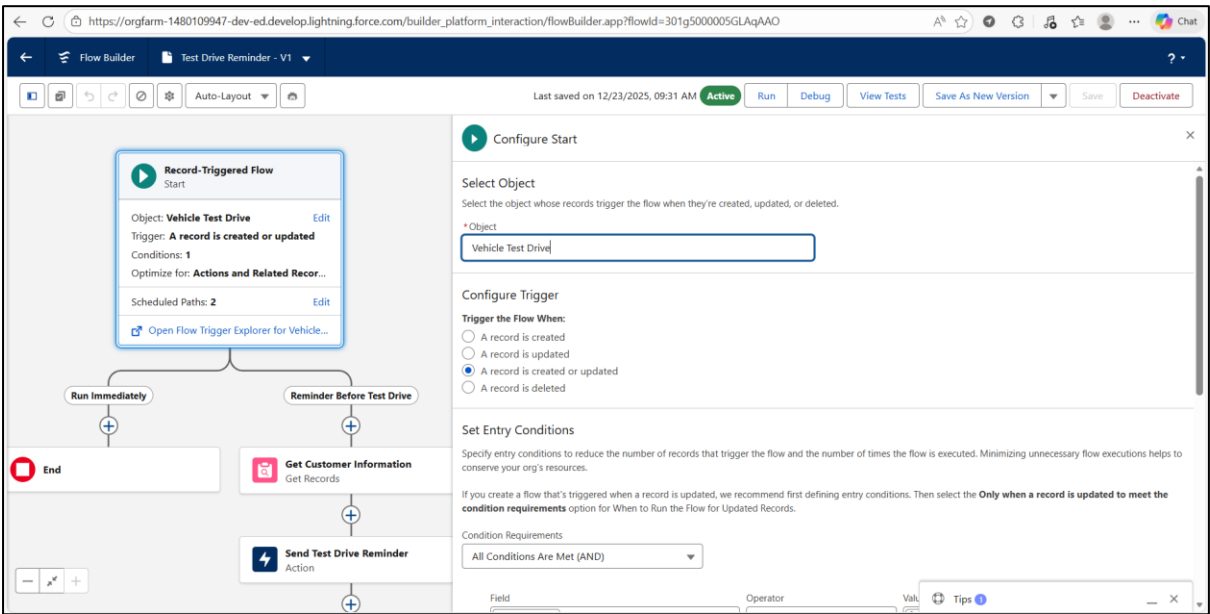 https://orgfarm-1480109947-dev-ed.develop.lightning.force.com/builder_platform_interaction/flowBuilder.app?flowId=301g5000005GLAqAAO
Chat
Flow Builder
Test Drive Reminder - V1
?
Auto-Layout
Last saved on 12/23/2025, 09:31 AM
Active
Run
Debug
View Tests
Save As New Version
Save
Deactivate
Record-Triggered Flow
Start
Object: Vehicle Test Drive
Edit
Trigger: A record is created or updated
Conditions: 1
Optimize for: Actions and Related Recor...
Scheduled Paths: 2
Edit
Open Flow Trigger Explorer for Vehicle...
Run Immediately
Reminder Before Test Drive
End
Get Customer Information
Get Records
Send Test Drive Reminder
Action
Configure Start
Select Object
Select the object whose records trigger the flow when they're created, updated, or deleted.
*Object
Vehicle Test Drive
Configure Trigger
Trigger the Flow When:
A record is created
A record is updated
A record is created or updated
A record is deleted
Set Entry Conditions
Specify entry conditions to reduce the number of records that trigger the flow and the number of times the flow is executed. Minimizing unnecessary flow executions helps to
conserve your org's resources.
If you create a flow that's triggered when a record is updated, we recommend first defining entry conditions. Then select the Only when a record is updated to meet the
condition requirements option for When to Run the Flow for Updated Records.
Condition Requirements
All Conditions Are Met (AND)
Field
Operator
Tips 1